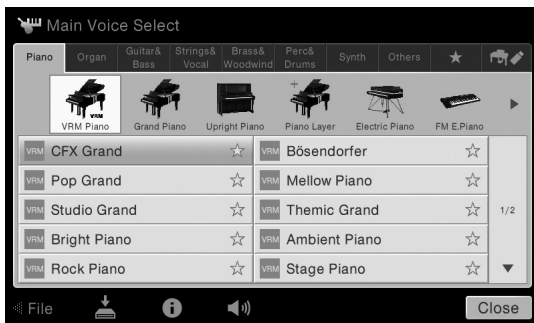 Main Voice Select
Piano
Organ
Guitar&
Bass
Strings&
Vocal
Brass&
Woodwind
Perc&
Drums
Synth
Others
VRM
VRM Piano
Grand Piano
Upright Piano
Piano Layer
Electric Piano
FM E.Piano
VRM CFX Grand
VRM Bösendorfer
VRM Pop Grand
VRM Mellow Piano
VRM Studio Grand
VRM Themic Grand
1/2
VRM Bright Piano
VRM Ambient Piano
VRM Rock Piano
VRM Stage Piano
File
Close